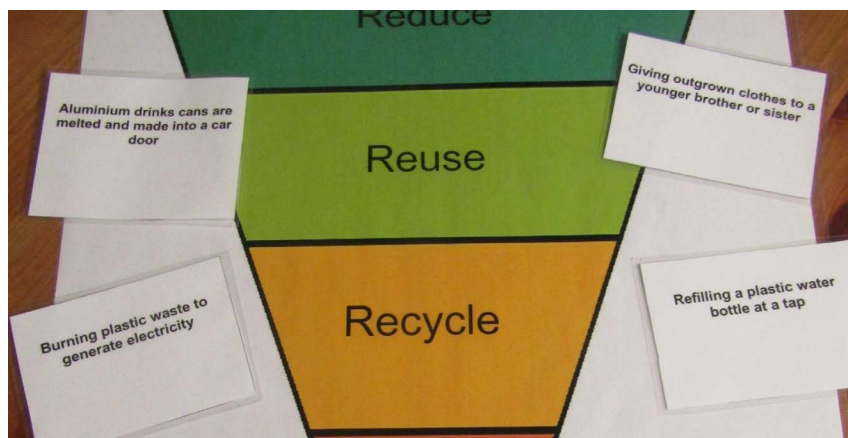 Reduce
Aluminium drinks cans are
melted and made into a car
door
Giving outgrown clothes to a
younger brother or sister
Reuse
Burning plastic waste to
generate electricity
Refilling a plastic water
bottle at a tap
Recycle